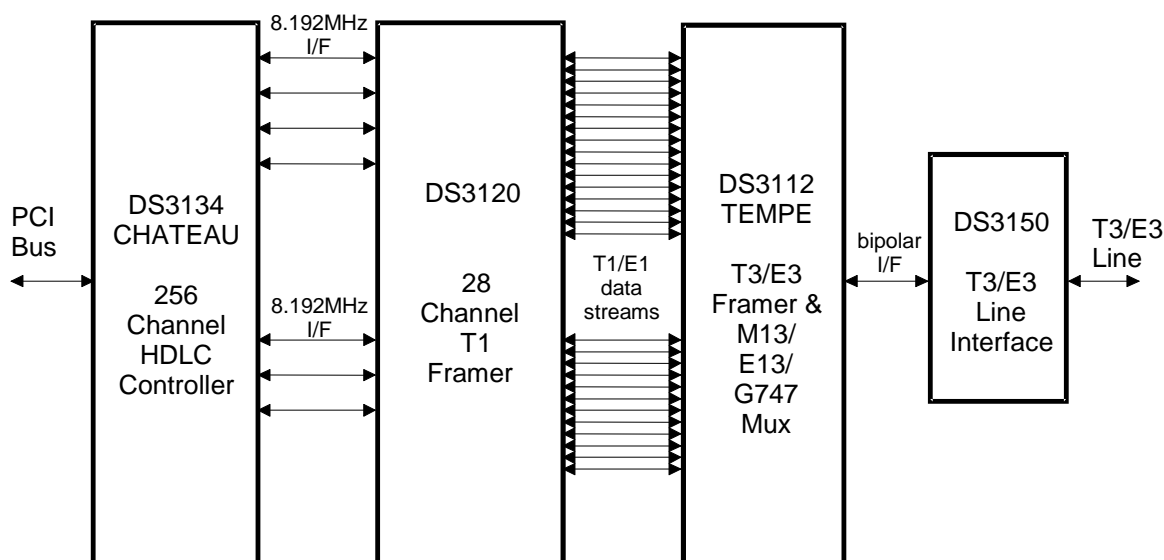 PCI
Bus
DS3134
CHATEAU
256
Channel
HDLC
Controller
8.192MHz
I/F
8.192MHz
I/F
DS3120
28
Channel
T1
Framer
T1/E1
data
streams
DS3112
TEMPE
T3/E3
Framer &
M13/
E13/
G747
Mux
bipolar
I/F
DS3150
T3/E3
Line
Interface
T3/E3
Line